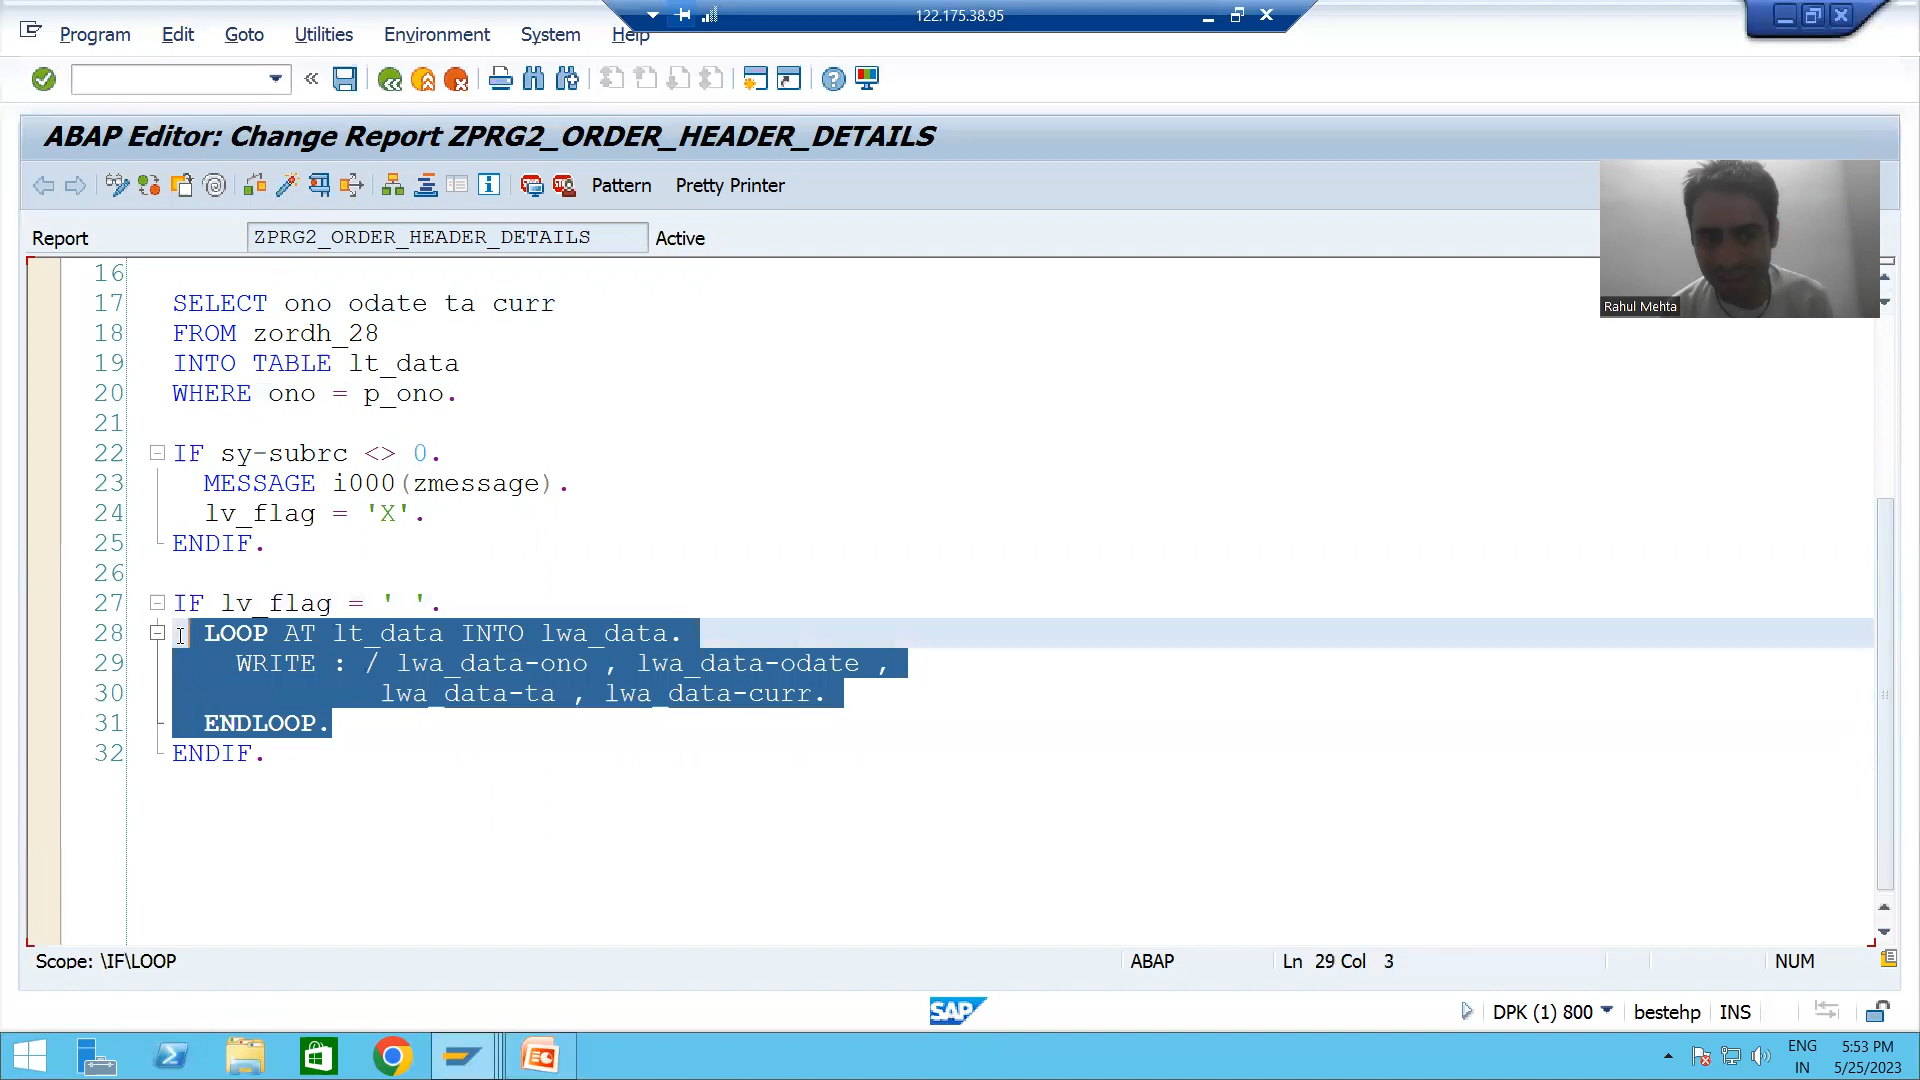 122.175.38.95
Program Edit Goto Utilities Environment System Help
ABAP Editor: Change Report ZPRG2_ORDER_HEADER_DETAILS
Pattern Pretty Printer
Report ZPRG2_ORDER_HEADER_DETAILS Active
Rahul Mehta
16
17 SELECT ono odate ta curr
18 FROM zordh_28
19 INTO TABLE lt_data
20 WHERE ono = p_ono.
21
22 IF sy-subrc <> 0.
23 MESSAGE i000(zmessage).
24 lv_flag = 'X'.
25 ENDIF.
26
27 IF lv_flag = ' '.
28 LOOP AT lt_data INTO lwa_data.
29 WRITE : / lwa_data-ono , lwa_data-odate ,
30 lwa_data-ta , lwa_data-curr.
31 ENDLOOP.
32 ENDIF.
Scope: \IF\LOOP ABAP Ln 29 Col 3 NUM
SAP DPK (1) 800 bestehp INS
ENG 5:53 PM
IN 5/25/2023